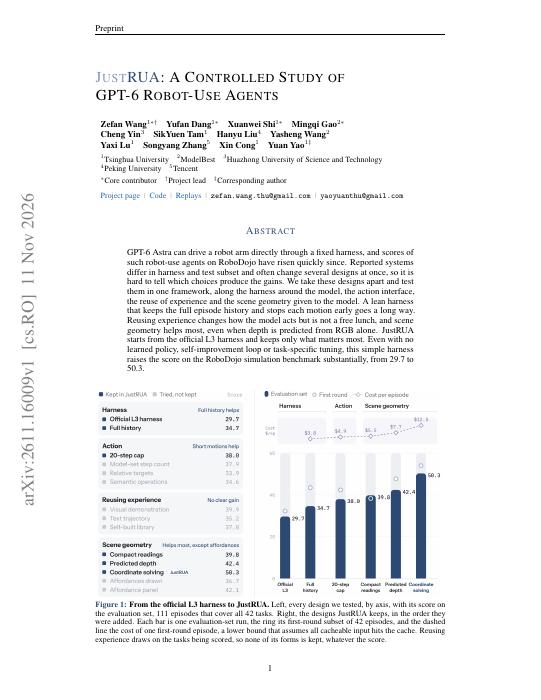 Preprint
JUSTRUA: A CONTROLLED STUDY OF
GPT-6 ROBOT-USE AGENTS
Zefan Wang1*† Yufan Dang1* Xuanwei Shi1* Mingqi Gao2*
Cheng Yin3 SikYuen Tam1 Hanyu Liu4 Yasheng Wang2
Yaxi Lu1 Songyang Zhang5 Xin Cong1 Yuan Yao1‡
1Tsinghua University 2ModelBest 3Huazhong University of Science and Technology
4Peking University 5Tencent
*Core contributor †Project lead ‡Corresponding author
Project page | Code | Replays | zefan.wang.thu@gmail.com | yaoyuanthu@gmail.com
ABSTRACT
GPT-6 Astra can drive a robot arm directly through a fixed harness, and scores of
such robot-use agents on RoboDojo have risen quickly since. Reported systems
differ in harness and test subset and often change several designs at once, so it is
hard to tell which choices produce the gains. We take these designs apart and test
them in one framework, along the harness around the model, the action interface,
the reuse of experience and the scene geometry given to the model. A lean harness
that keeps the full episode history and stops each motion early goes a long way.
Reusing experience changes how the model acts but is not a free lunch, and scene
geometry helps most, even when depth is predicted from RGB alone. JustRUA
starts from the official L3 harness and keeps only what matters most. Even with no
learned policy, self-improvement loop or task-specific tuning, this simple harness
raises the score on the RoboDojo simulation benchmark substantially, from 29.7 to
50.3.
arXiv:2611.16009v1 [cs.RO] 11 Nov 2026
Kept in JustRUA Tried, not kept Score
Harness Full history helps
Official L3 harness 29.7
Full history 34.7
Action Short motions help
20-step cap 38.0
Model-set step count 37.9
Relative targets 33.9
Semantic operations 34.6
Reusing experience No clear gain
Visual demonstration 39.9
Text trajectory 35.2
Self-built library 37.8
Scene geometry Helps most, except affordances
Compact readings 39.8
Predicted depth 42.4
Coordinate solving JustRUA 50.3
Affordances drawn 36.7
Affordance panel 42.1
Evaluation set First round Cost per episode
Harness Action Scene geometry
$3.8 $4.9 $5.5 $7.7 $12.5
29.7 34.7 38.0 39.8 42.4 50.3
Official L3 Full history 20-step cap Compact readings Predicted depth Coordinate solving
Figure 1: From the official L3 harness to JustRUA. Left, every design we tested, by axis, with its score on
the evaluation set, 111 episodes that cover all 42 tasks. Right, the designs JustRUA keeps, in the order they
were added. Each bar is one evaluation-set run, the ring its first-round subset of 42 episodes, and the dashed
line the cost of one first-round episode, a lower bound that assumes all cacheable input hits the cache. Reusing
experience draws on the tasks being scored, so none of its forms is kept, whatever the score.
1